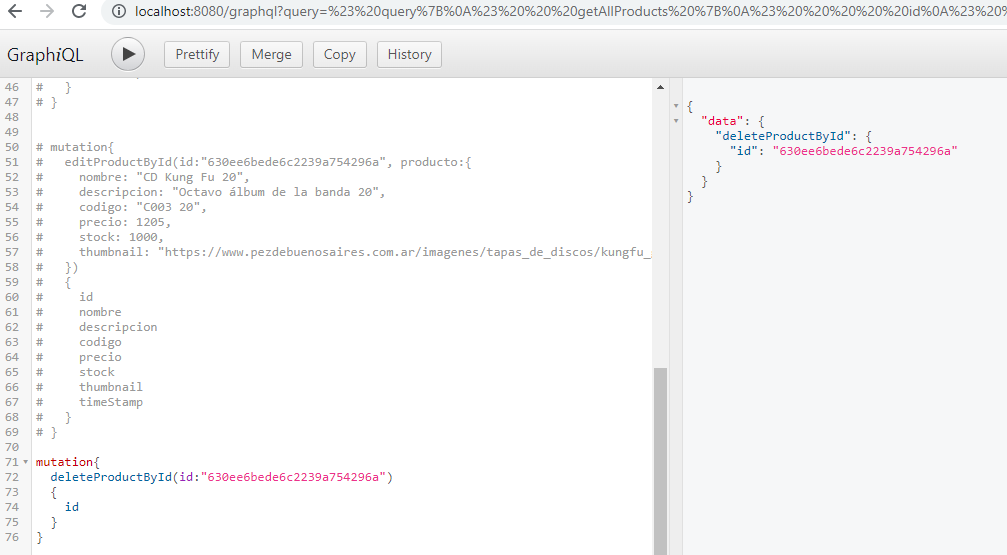 localhost:8080/graphql?query=%23%20query%7B%0A%23%20%20%20getAllProducts%20%7B%0A%23%20%20%20%20%20id%0A%23%20%
GraphiQL
Prettify
Merge
Copy
History
46 #   }
47 # }
48
49
50 # mutation{
51 #   editProductById(id:"630ee6bede6c2239a754296a", producto:{
52 #     nombre: "CD Kung Fu 20",
53 #     descripcion: "Octavo álbum de la banda 20",
54 #     codigo: "C003 20",
55 #     precio: 1205,
56 #     stock: 1000,
57 #     thumbnail: "https://www.pezdebuenosaires.com.ar/imagenes/tapas_de_discos/kungfu_
58 #   })
59 #   {
60 #     id
61 #     nombre
62 #     descripcion
63 #     codigo
64 #     precio
65 #     stock
66 #     thumbnail
67 #     timeStamp
68 #   }
69 # }
70
71 mutation{
72   deleteProductById(id:"630ee6bede6c2239a754296a")
73   {
74     id
75   }
76 }
{
  "data": {
    "deleteProductById": {
      "id": "630ee6bede6c2239a754296a"
    }
  }
}